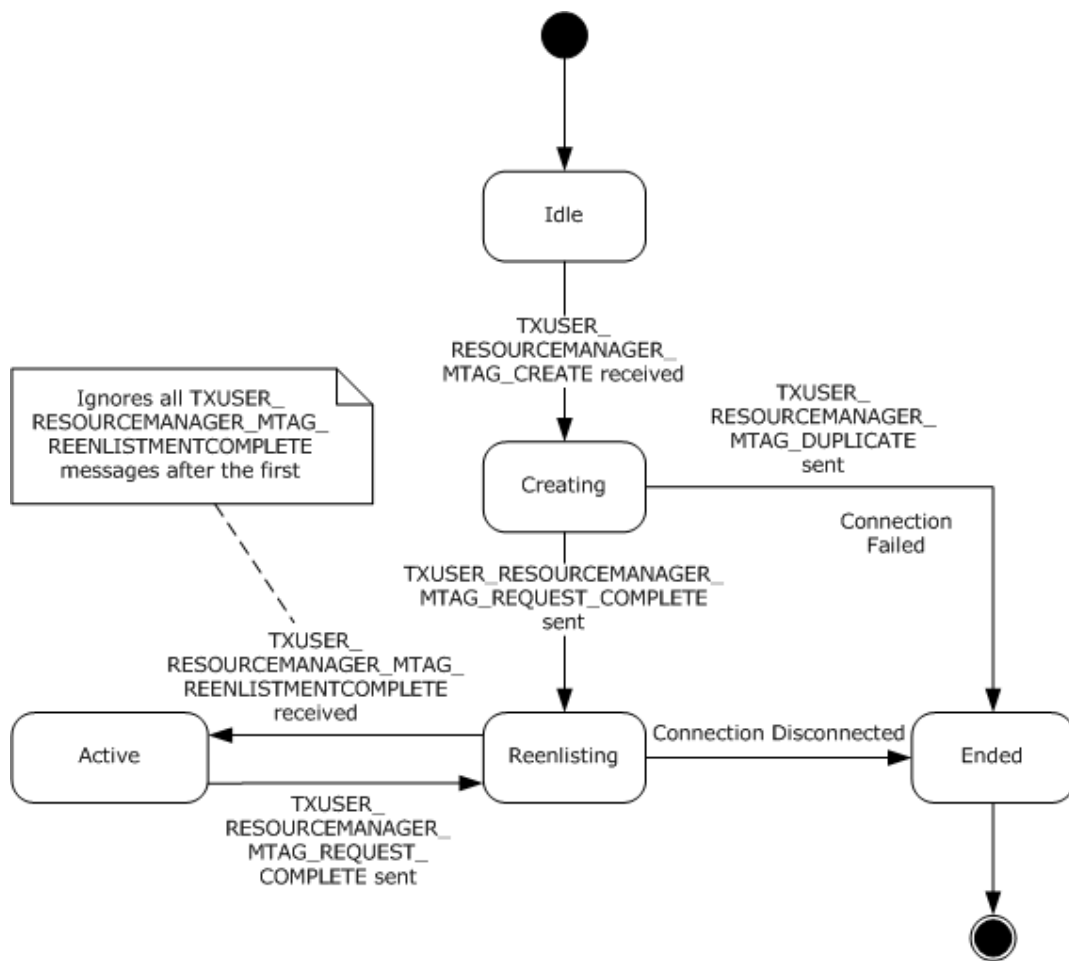 Idle
TXUSER_
RESOURCEMANAGER_
MTAG_CREATE received
Ignores all TXUSER_
RESOURCEMANAGER_MTAG_
REENLISTMENTCOMPLETE
messages after the first
TXUSER_
RESOURCEMANAGER_
MTAG_DUPLICATE
sent
Creating
Connection
Failed
TXUSER_RESOURCEMANAGER_
MTAG_REQUEST_COMPLETE
sent
TXUSER_
RESOURCEMANAGER_MTAG_
REENLISTMENTCOMPLETE
received
Active
Reenlisting
Connection Disconnected
Ended
TXUSER_
RESOURCEMANAGER_
MTAG_REQUEST_
COMPLETE sent